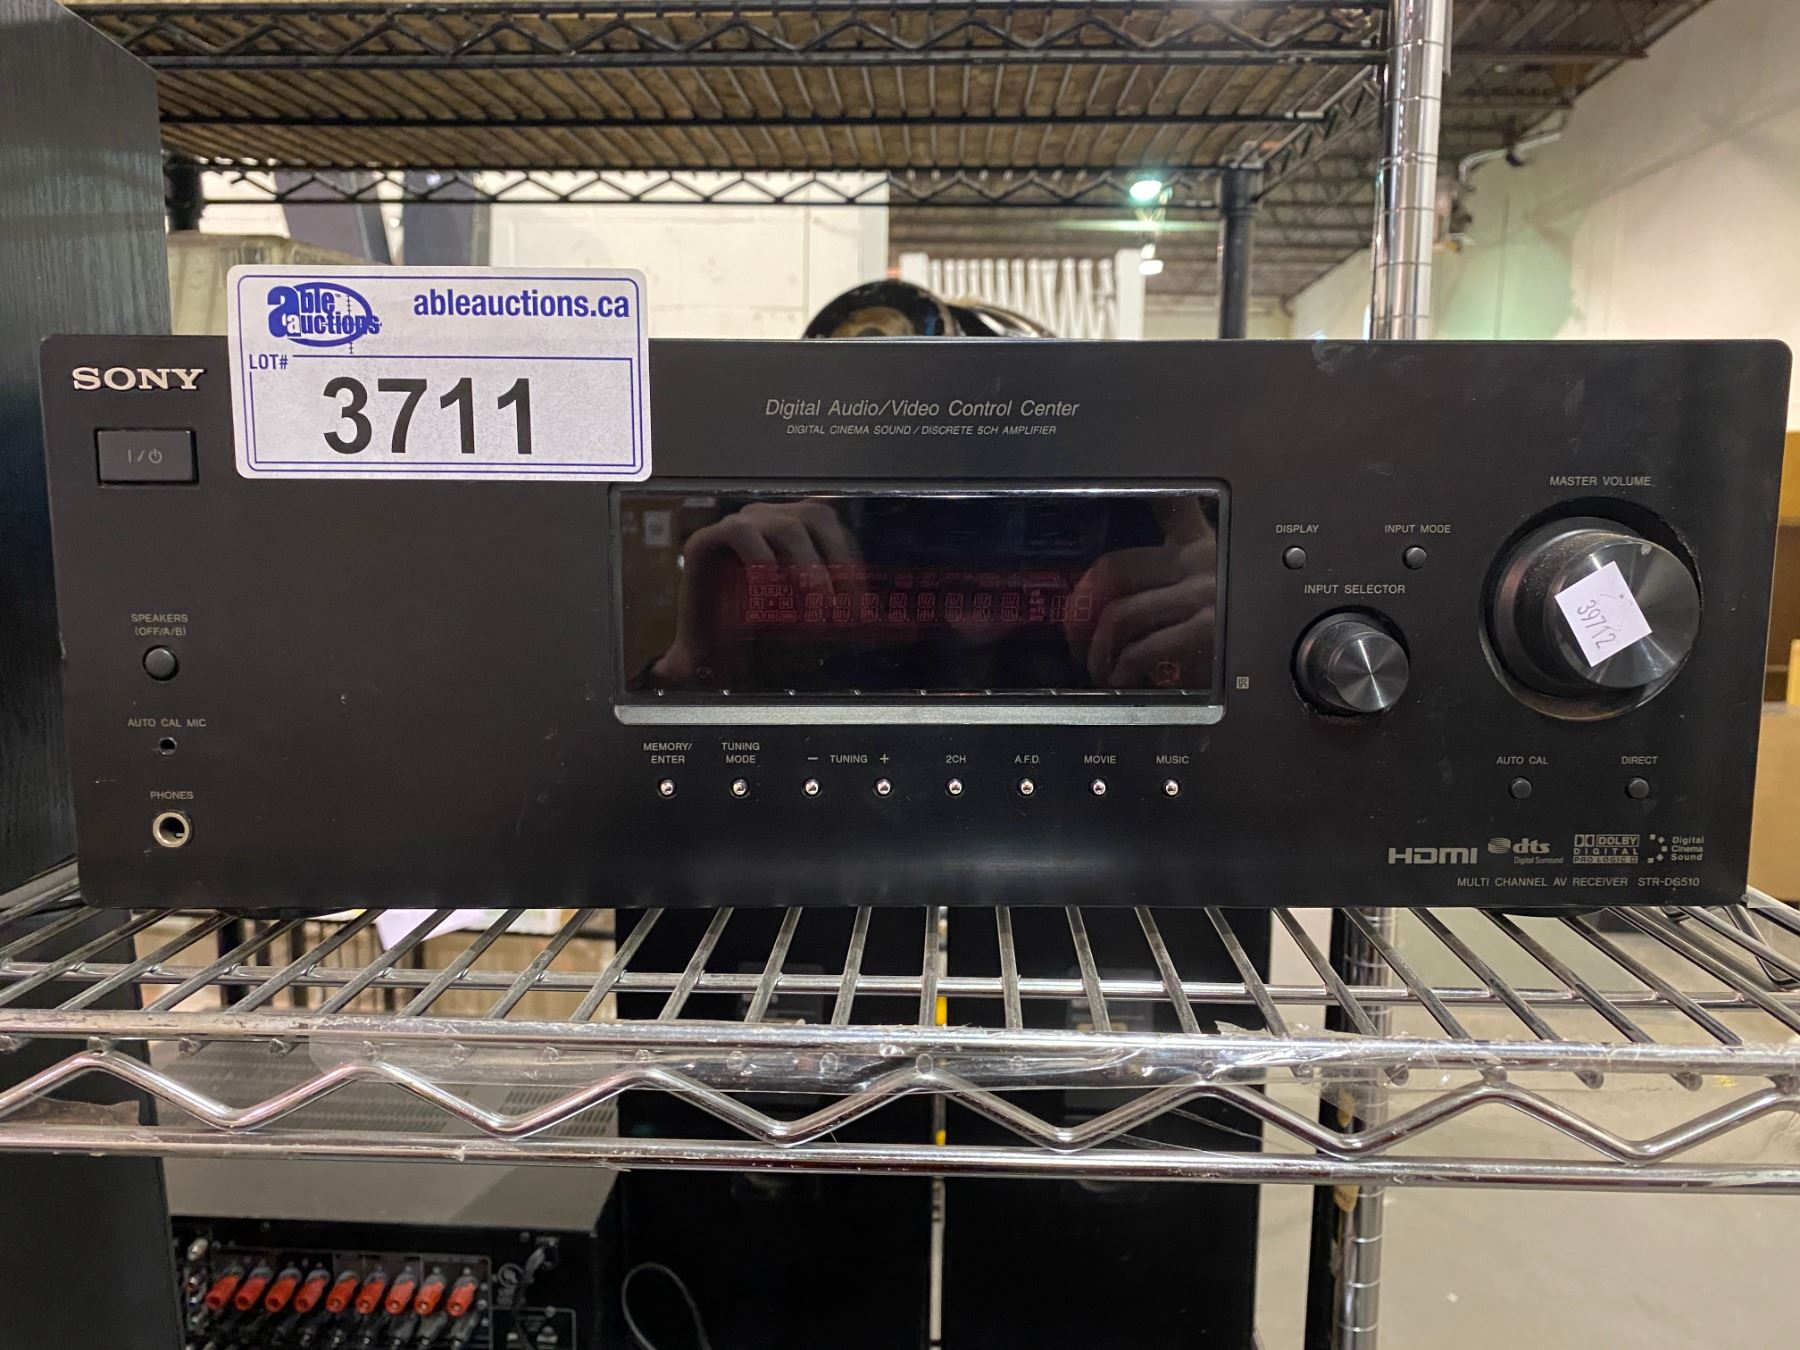 able auctions™
ableauctions.ca
LOT#
3711
SONY
I/⏻
Digital Audio/Video Control Center
DIGITAL CINEMA SOUND / DISCRETE 5CH AMPLIFIER
MASTER VOLUME
DISPLAY
INPUT MODE
INPUT SELECTOR
39712
SPEAKERS
(OFF/A/B)
AUTO CAL MIC
PHONES
MEMORY/
ENTER
TUNING
MODE
− TUNING +
2CH
A.F.D.
MOVIE
MUSIC
AUTO CAL
DIRECT
HDMI
dts
Digital Surround
DOLBY
DIGITAL
PRO LOGIC II
Digital
Cinema
Sound
MULTI CHANNEL AV RECEIVER STR-DG510